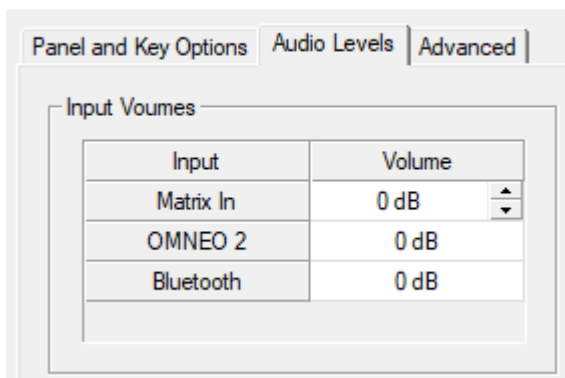 Panel and Key Options Audio Levels Advanced
Input Voumes
Input Volume
Matrix In 0 dB
OMNEO 2 0 dB
Bluetooth 0 dB